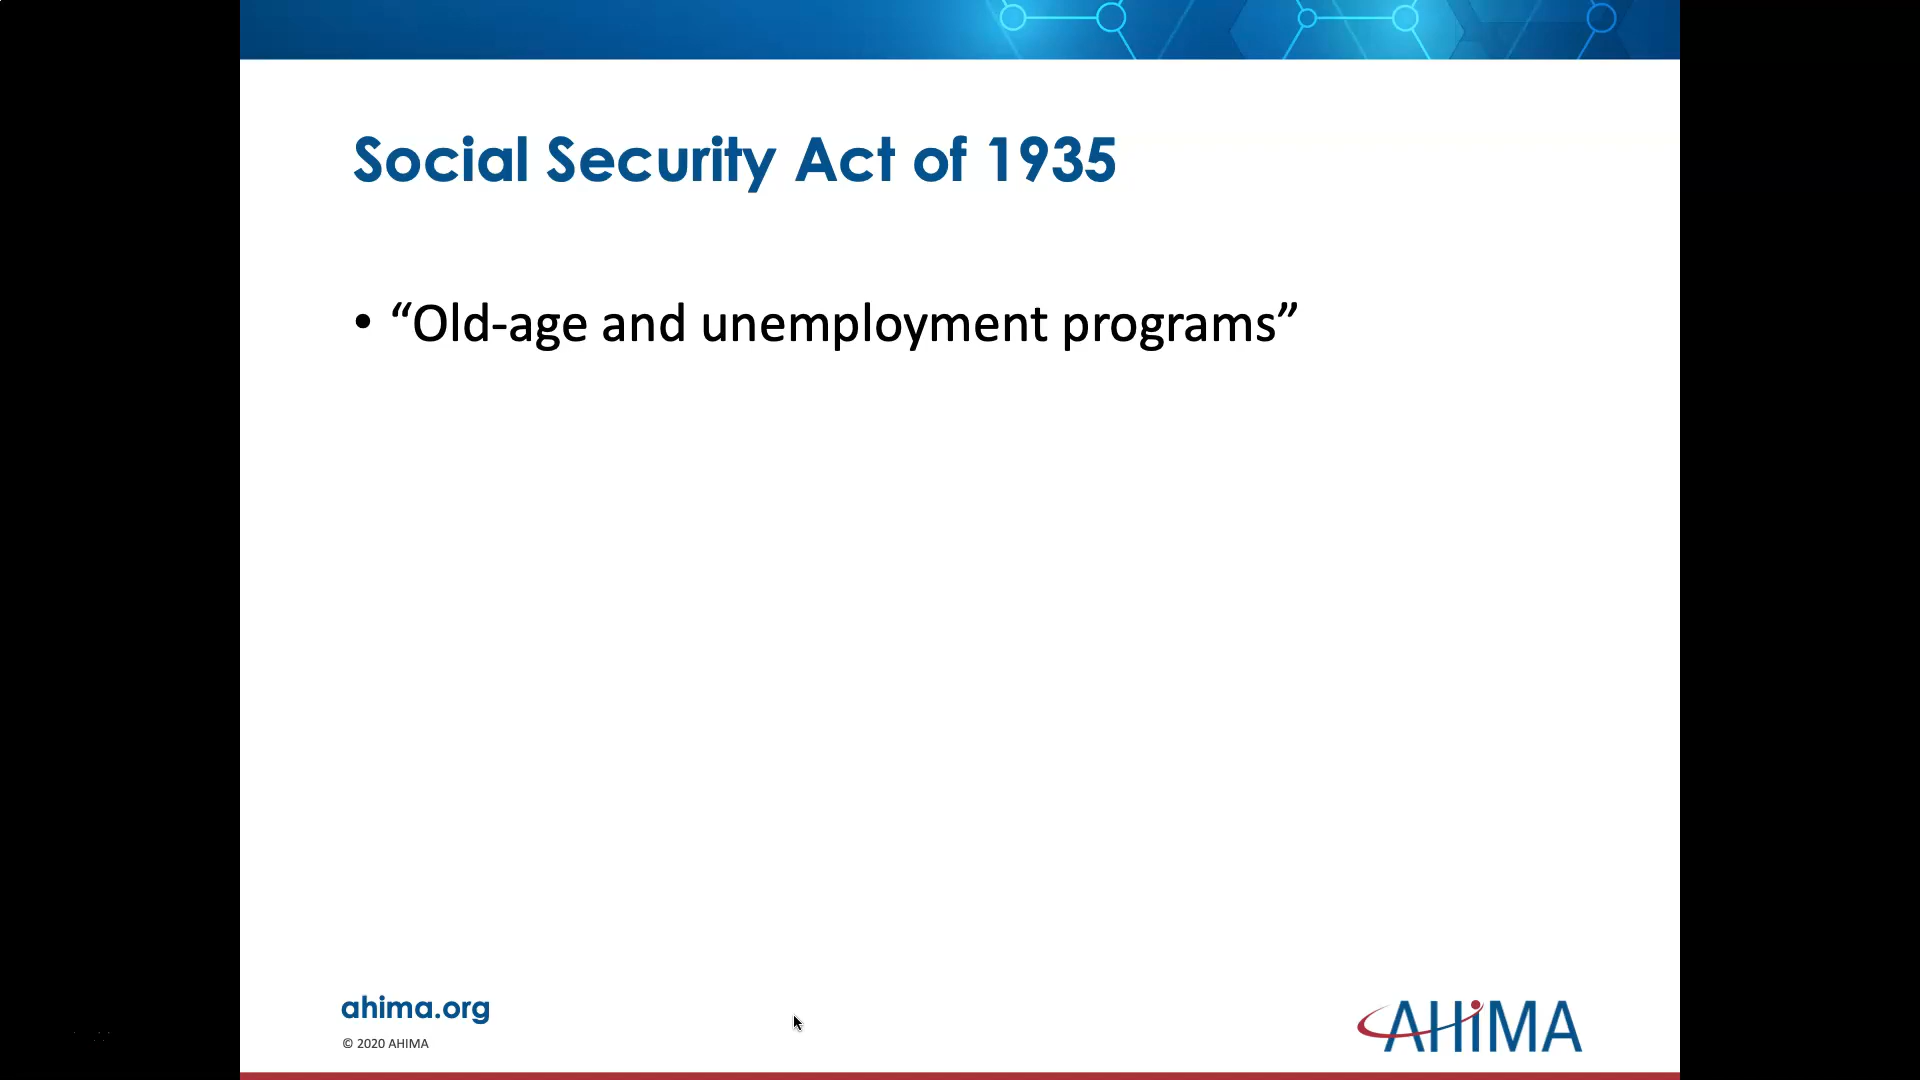 Social Security Act of 1935
• “Old-age and unemployment programs”
ahima.org
© 2020 AHIMA
AHiMA